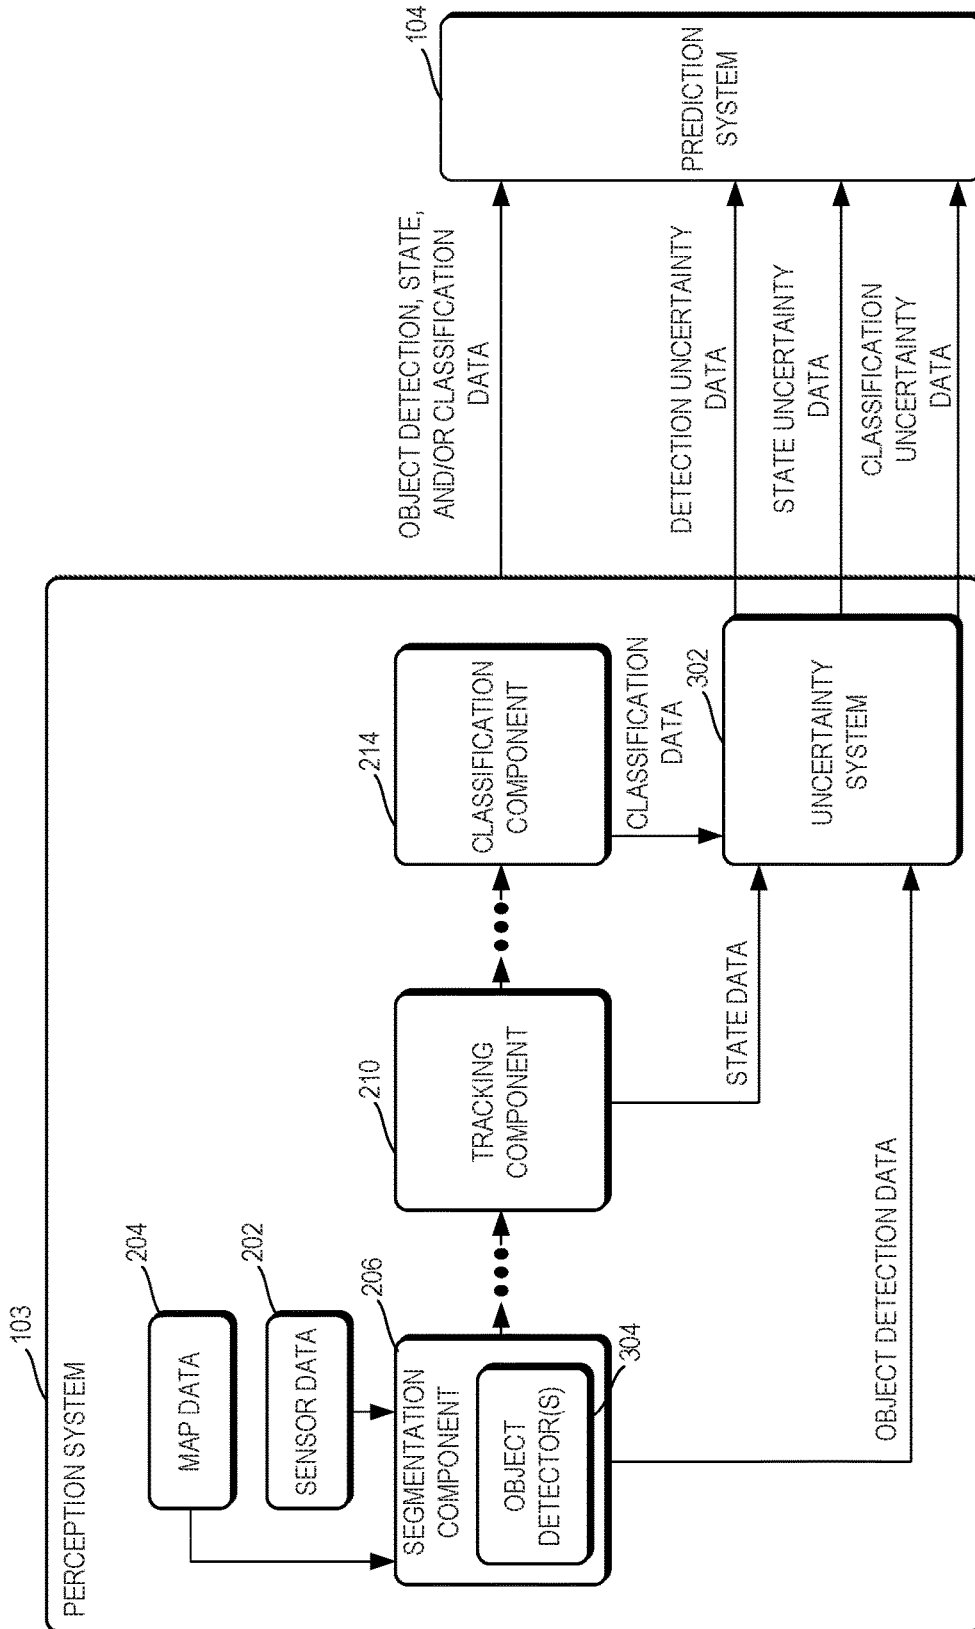 103
PERCEPTION SYSTEM
204
MAP DATA
202
SENSOR DATA
206
SEGMENTATION
COMPONENT
304
OBJECT
DETECTOR(S)
210
TRACKING
COMPONENT
214
CLASSIFICATION
COMPONENT
CLASSIFICATION
DATA
STATE DATA
OBJECT DETECTION DATA
302
UNCERTAINTY
SYSTEM
OBJECT DETECTION, STATE,
AND/OR CLASSIFICATION
DATA
DETECTION UNCERTAINTY
DATA
STATE UNCERTAINTY
DATA
CLASSIFICATION
UNCERTAINTY
DATA
104
PREDICTION
SYSTEM